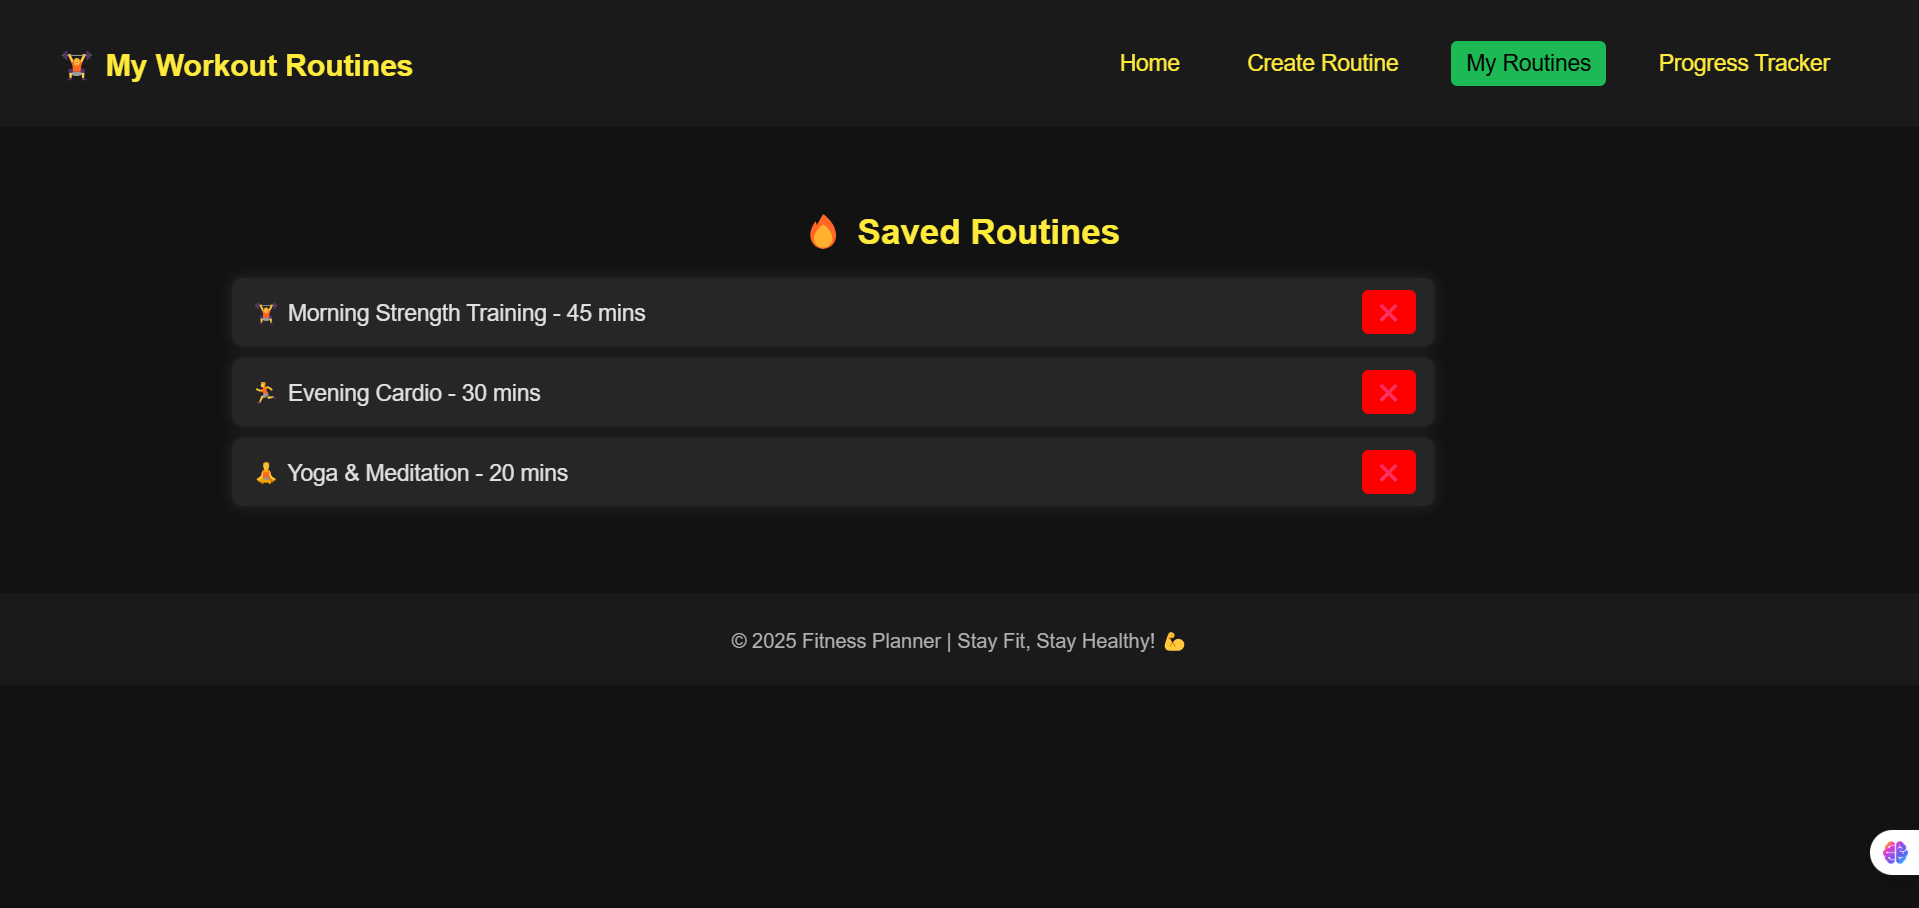 My Workout Routines
Home
Create Routine
My Routines
Progress Tracker
Saved Routines
Morning Strength Training - 45 mins
Evening Cardio - 30 mins
Yoga & Meditation - 20 mins
© 2025 Fitness Planner | Stay Fit, Stay Healthy!